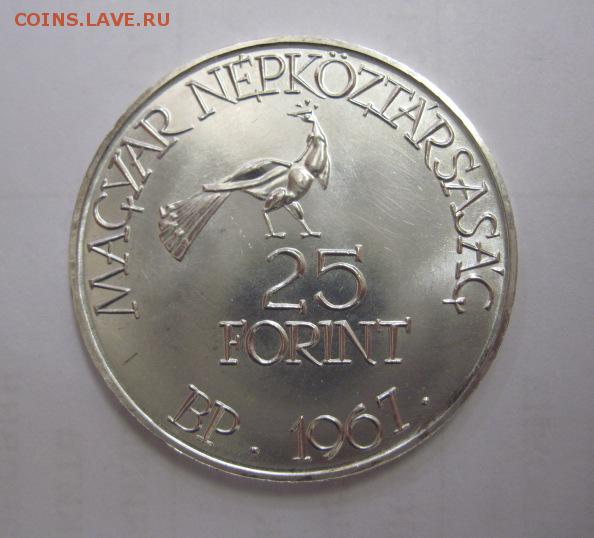 COINS.LAVE.RU
MAGYAR NÉPKÖZTÁRSASÁG
25
FORINT
BP. 1967.